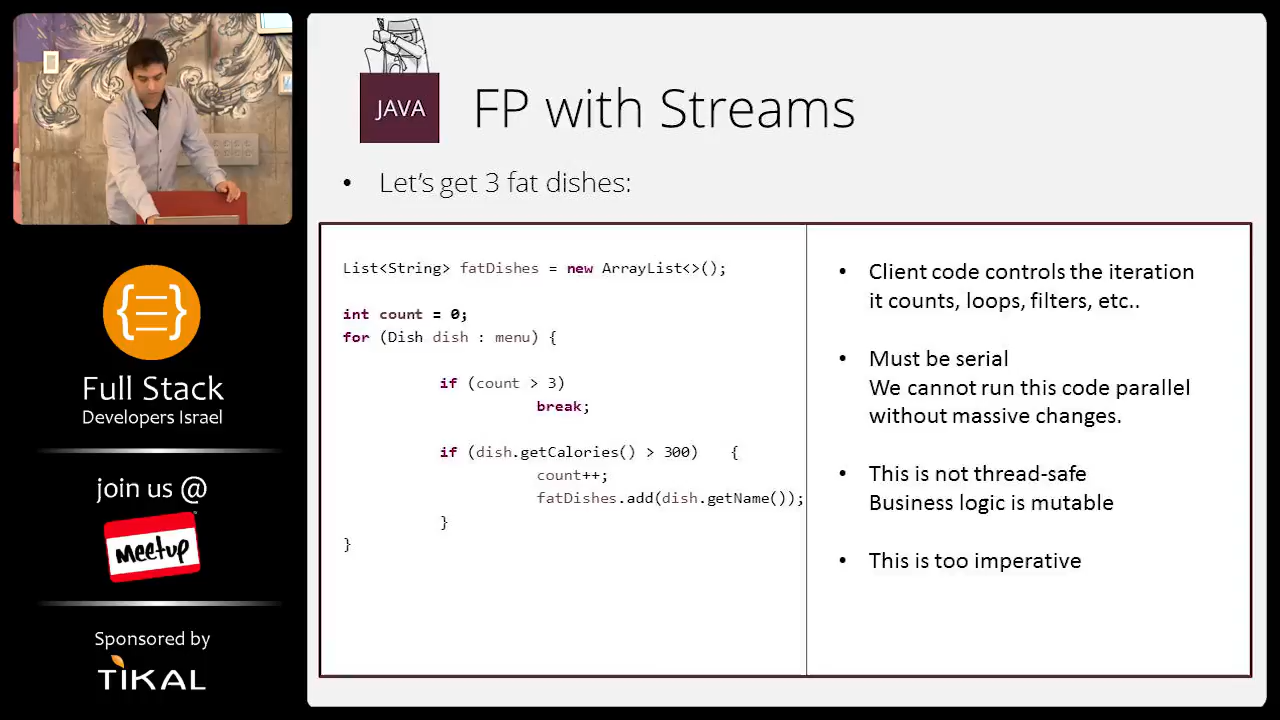 JAVA
FP with Streams
• Let's get 3 fat dishes:
List<String> fatDishes = new ArrayList<>();
int count = 0;
for (Dish dish : menu) {
if (count > 3)
break;
if (dish.getCalories() > 300) {
count++;
fatDishes.add(dish.getName());
}
}
• Client code controls the iteration
it counts, loops, filters, etc..
• Must be serial
We cannot run this code parallel
without massive changes.
• This is not thread-safe
Business logic is mutable
• This is too imperative
{☰}
Full Stack
Developers Israel
join us @
Meetup
Sponsored by
TIKAL